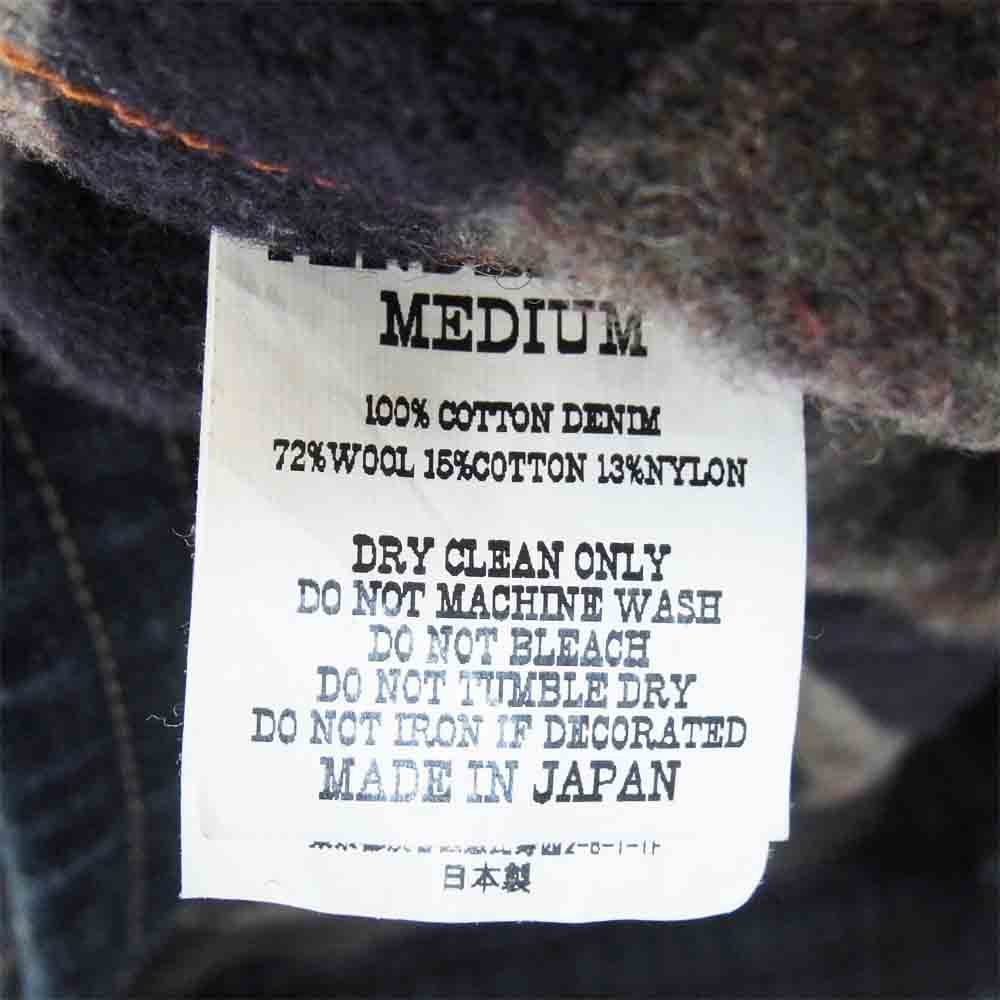 MEDIUM
100% COTTON DENIM
72%WOOL 15%COTTON 13%NYLON
DRY CLEAN ONLY
DO NOT MACHINE WASH
DO NOT BLEACH
DO NOT TUMBLE DRY
DO NOT IRON IF DECORATED
MADE IN JAPAN
日本製